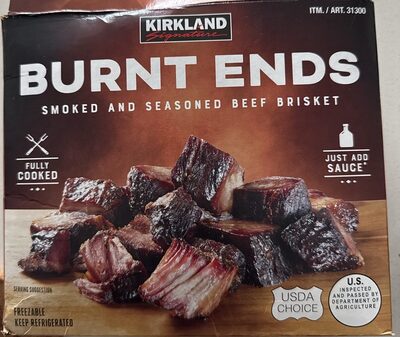 ITM. / ART. 31300
KIRKLAND
Signature
BURNT ENDS
SMOKED AND SEASONED BEEF BRISKET
FULLY
COOKED
JUST ADD
SAUCE*
SERVING SUGGESTION
FREEZABLE
KEEP REFRIGERATED
USDA
CHOICE
U.S.
INSPECTED
AND PASSED BY
DEPARTMENT OF
AGRICULTURE